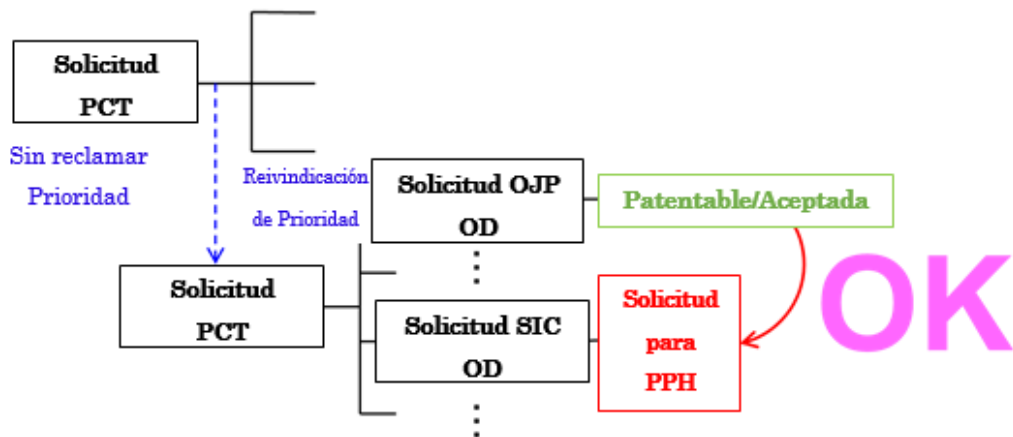 Solicitud
PCT
Sin reclamar
Prioridad
Reivindicación
de Prioridad
Solicitud OJP
OD
Patentable/Aceptada
Solicitud
PCT
Solicitud SIC
OD
Solicitud
para
PPH
OK